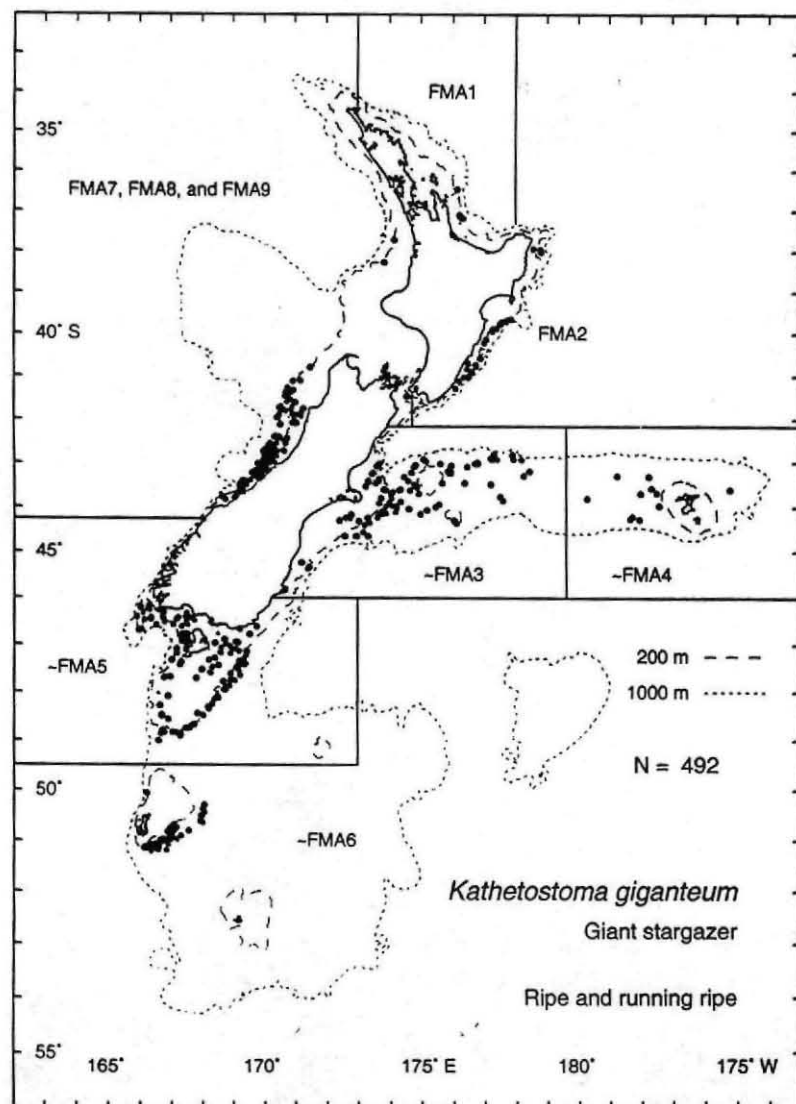 FMA1
35°
FMA7, FMA8, and FMA9
40° S
FMA2
45°
~FMA3
~FMA4
~FMA5
200 m
1000 m
N = 492
50°
~FMA6
Kathetostoma giganteum
Giant stargazer
Ripe and running ripe
55°
165° 170° 175° E 180° 175° W